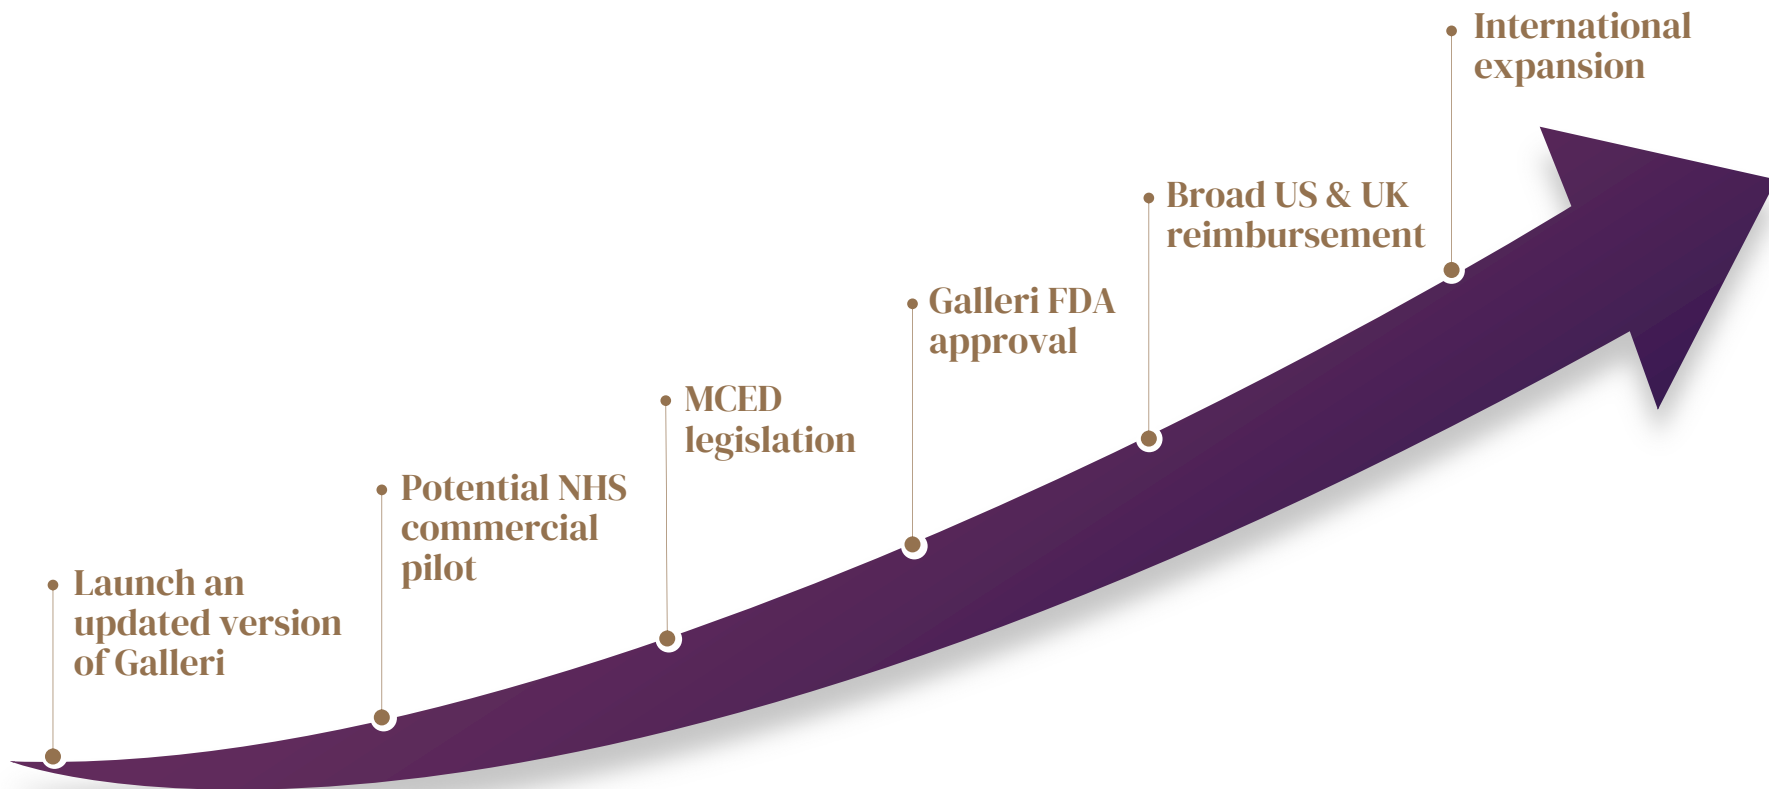 Launch an
updated version
of Galleri
Potential NHS
commercial
pilot
MCED
legislation
Galleri FDA
approval
Broad US & UK
reimbursement
International
expansion